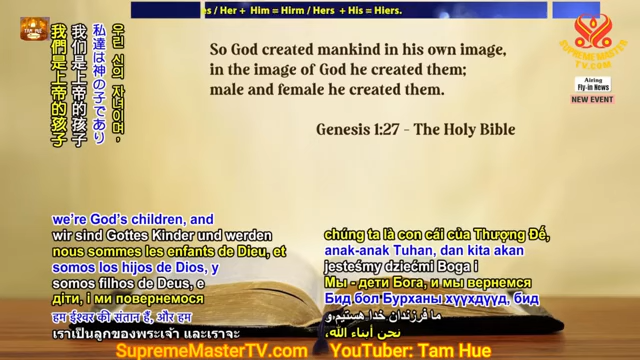 es / Her + Him = Hirm / Hers + His = Hiers.
TAM HUE
우린 신의 자녀이며,
私達は神の子であり
我们是上帝的孩子
我們是上帝的孩子
So God created mankind in his own image,
in the image of God he created them;
male and female he created them.
Genesis 1:27 - The Holy Bible
SUPREME MASTER
TV.COM
Airing
Fly-in News
NEW EVENT
we're God's children, and
wir sind Gottes Kinder und werden
nous sommes les enfants de Dieu, et
somos los hijos de Dios, y
somos filhos de Deus, e
діти, і ми повернемося
हम ईश्वर की संतान हैं, और हम
เราเป็นลูกของพระเจ้า และเราจะ
chúng ta là con cái của Thượng Đế,
anak-anak Tuhan, dan kita akan
jesteśmy dziećmi Boga i
Мы - дети Бога, и мы вернемся
Бид бол Бурханы хүүхдүүд, бид
ما فرزندان خدا هستیم و
نحن أبناء الله،
SupremeMasterTV.com YouTuber: Tam Hue